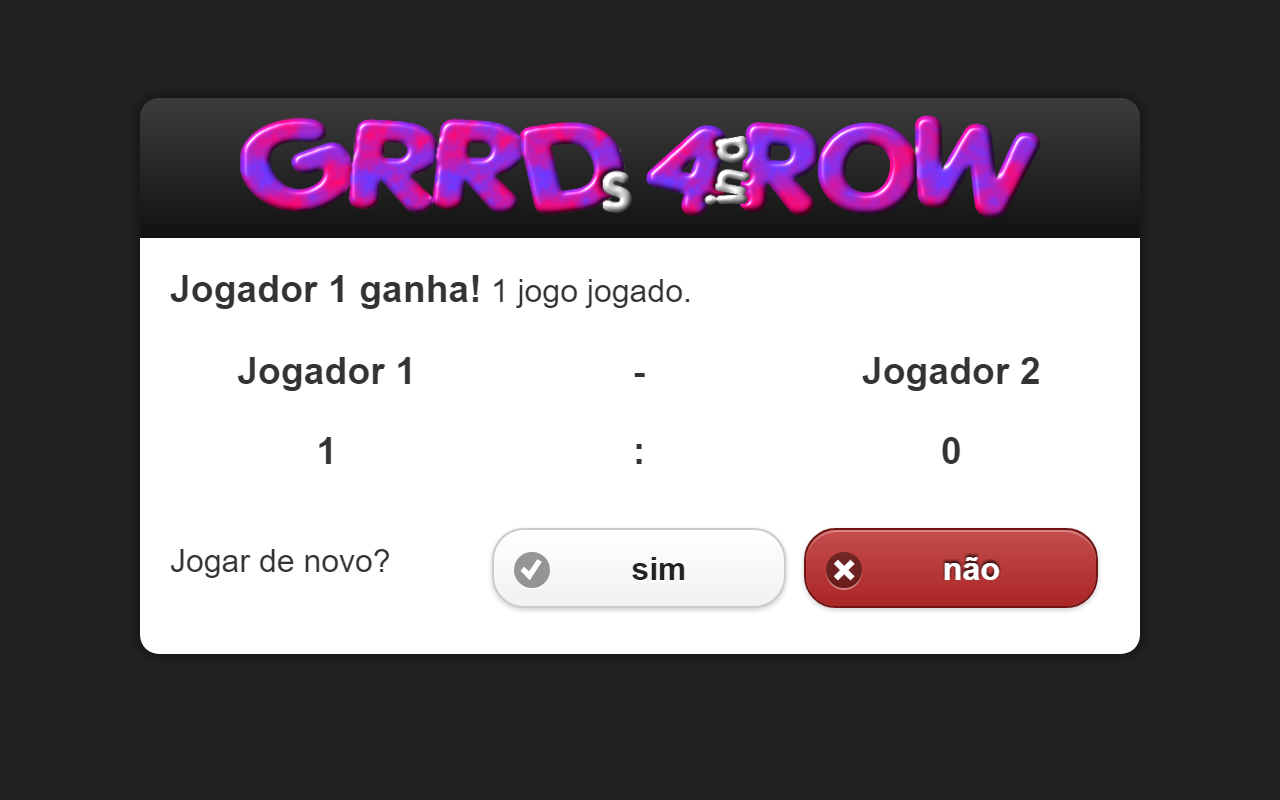 GRRDs 4 in a ROW
Jogador 1 ganha! 1 jogo jogado.
Jogador 1 - Jogador 2
1 : 0
Jogar de novo? sim não